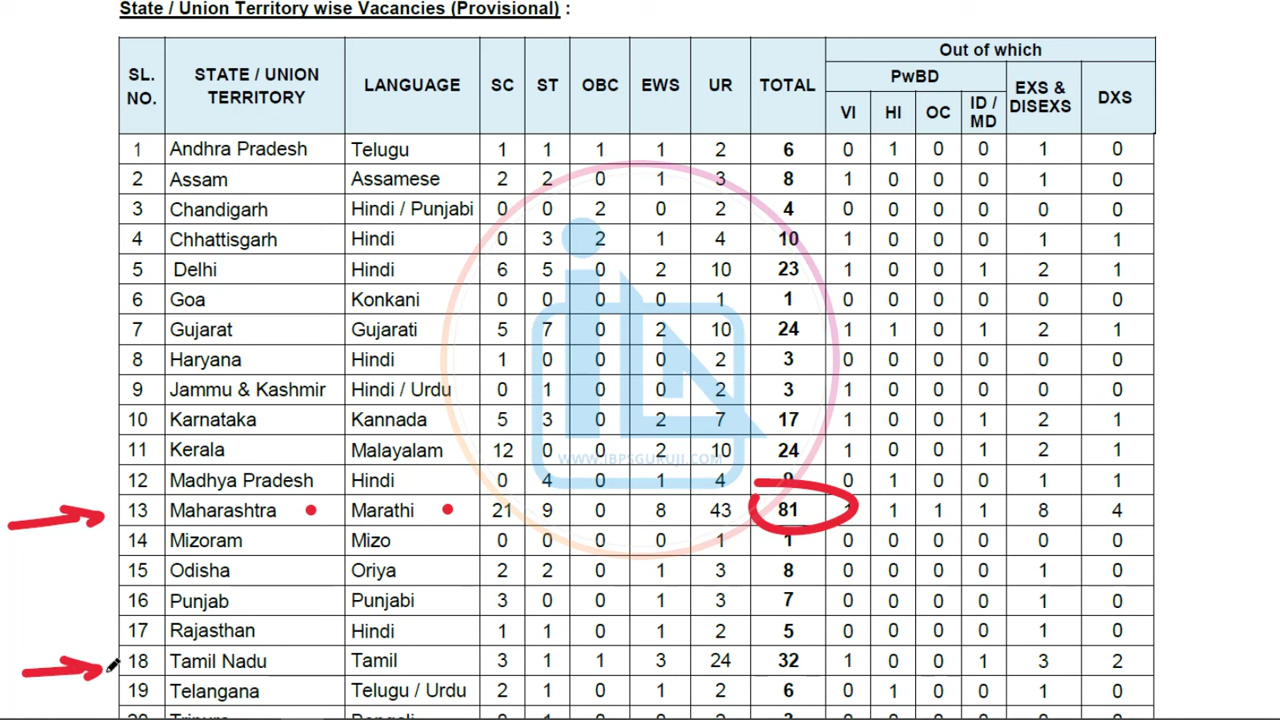 State / Union Territory wise Vacancies (Provisional) :
SL. NO. STATE / UNION TERRITORY LANGUAGE SC ST OBC EWS UR TOTAL Out of which
PwBD EXS & DISEXS DXS
VI HI OC ID / MD
1 Andhra Pradesh Telugu 1 1 1 1 2 6 0 1 0 0 1 0
2 Assam Assamese 2 2 0 1 3 8 1 0 0 0 1 0
3 Chandigarh Hindi / Punjabi 0 0 2 0 2 4 0 0 0 0 0 0
4 Chhattisgarh Hindi 0 3 2 1 4 10 1 0 0 0 1 1
5 Delhi Hindi 6 5 0 2 10 23 1 0 0 1 2 1
6 Goa Konkani 0 0 0 0 1 1 0 0 0 0 0 0
7 Gujarat Gujarati 5 7 0 2 10 24 1 1 0 1 2 1
8 Haryana Hindi 1 0 0 0 2 3 0 0 0 0 0 0
9 Jammu & Kashmir Hindi / Urdu 0 1 0 0 2 3 1 0 0 0 0 0
10 Karnataka Kannada 5 3 0 2 7 17 1 0 0 1 2 1
11 Kerala Malayalam 12 0 0 2 10 24 1 0 0 1 2 1
WWW.IBPSGURUJI.COM
12 Madhya Pradesh Hindi 0 4 0 1 4 9 0 1 0 0 1 1
13 Maharashtra Marathi 21 9 0 8 43 81 1 1 1 1 8 4
14 Mizoram Mizo 0 0 0 0 1 1 0 0 0 0 0 0
15 Odisha Oriya 2 2 0 1 3 8 0 0 0 0 1 0
16 Punjab Punjabi 3 0 0 1 3 7 0 0 0 0 1 0
17 Rajasthan Hindi 1 1 0 1 2 5 0 0 0 0 1 0
18 Tamil Nadu Tamil 3 1 1 3 24 32 1 0 0 1 3 2
19 Telangana Telugu / Urdu 2 1 0 1 2 6 0 1 0 0 1 0